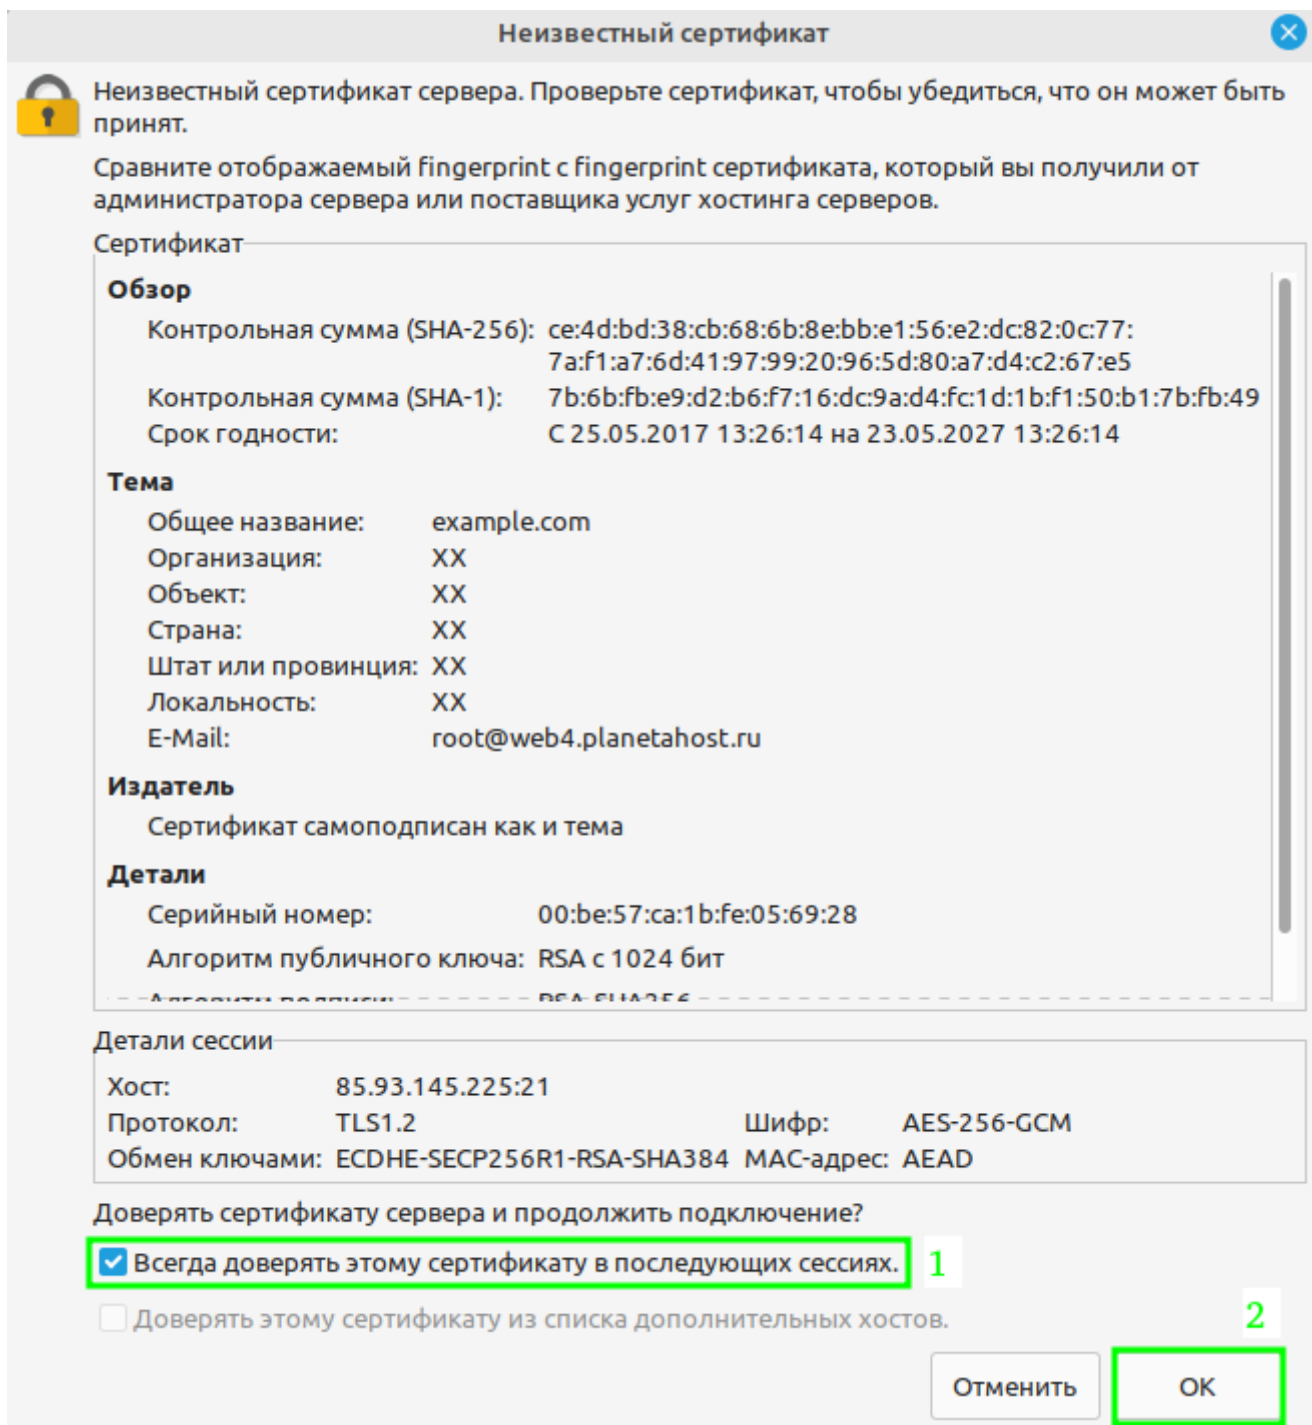 Неизвестный сертификат
Неизвестный сертификат сервера. Проверьте сертификат, чтобы убедиться, что он может быть
принят.
Сравните отображаемый fingerprint с fingerprint сертификата, который вы получили от
администратора сервера или поставщика услуг хостинга серверов.
Сертификат
Обзор
Контрольная сумма (SHA-256): ce:4d:bd:38:cb:68:6b:8e:bb:e1:56:e2:dc:82:0c:77:
7a:f1:a7:6d:41:97:99:20:96:5d:80:a7:d4:c2:67:e5
Контрольная сумма (SHA-1): 7b:6b:fb:e9:d2:b6:f7:16:dc:9a:d4:fc:1d:1b:f1:50:b1:7b:fb:49
Срок годности: С 25.05.2017 13:26:14 на 23.05.2027 13:26:14
Тема
Общее название: example.com
Организация: XX
Объект: XX
Страна: XX
Штат или провинция: XX
Локальность: XX
E-Mail: root@web4.planetahost.ru
Издатель
Сертификат самоподписан как и тема
Детали
Серийный номер: 00:be:57:ca:1b:fe:05:69:28
Алгоритм публичного ключа: RSA с 1024 бит
Алгоритм подписи: RSA-SHA256
Детали сессии
Хост: 85.93.145.225:21
Протокол: TLS1.2 Шифр: AES-256-GCM
Обмен ключами: ECDHE-SECP256R1-RSA-SHA384 MAC-адрес: AEAD
Доверять сертификату сервера и продолжить подключение?
Всегда доверять этому сертификату в последующих сессиях. 1
Доверять этому сертификату из списка дополнительных хостов.
2
Отменить OK